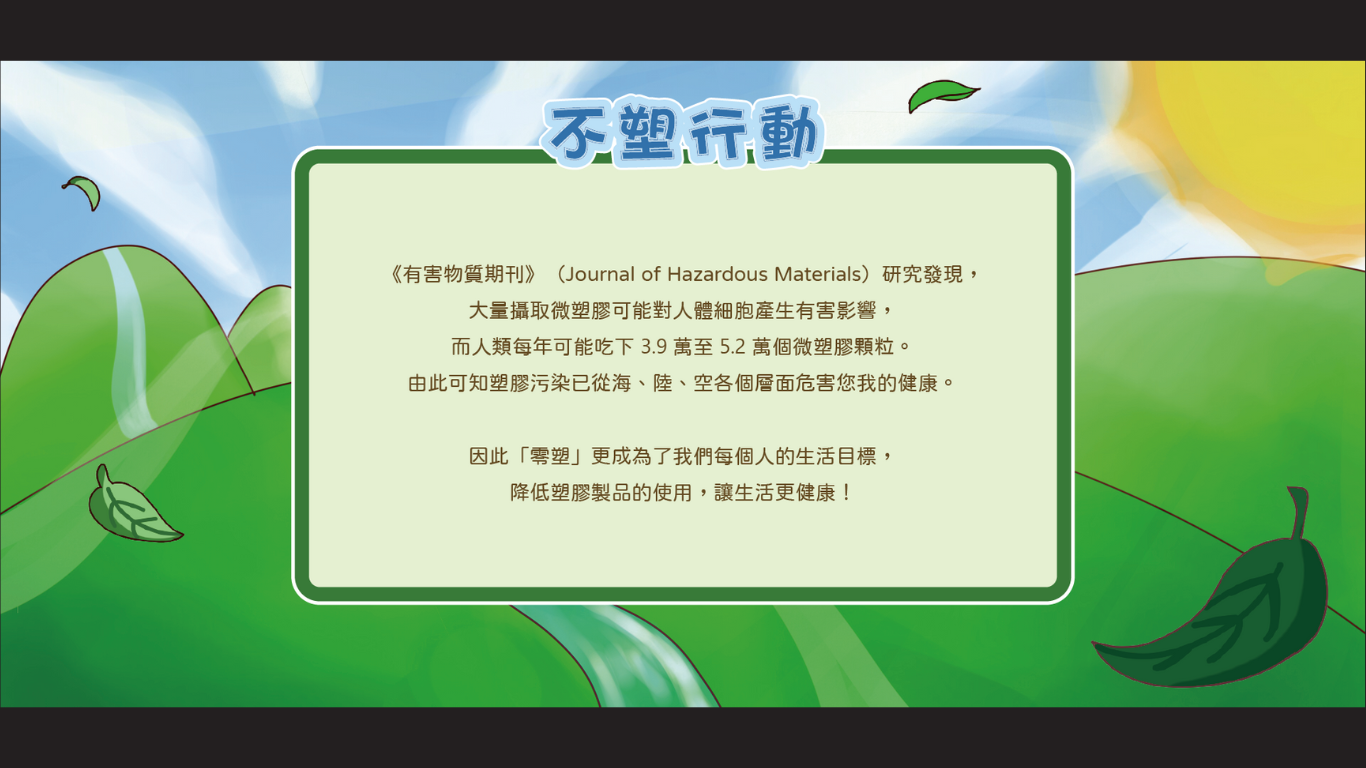 不塑行動
《有害物質期刊》（Journal of Hazardous Materials）研究發現，
大量攝取微塑膠可能對人體細胞產生有害影響，
而人類每年可能吃下 3.9 萬至 5.2 萬個微塑膠顆粒。
由此可知塑膠污染已從海、陸、空各個層面危害您我的健康。
因此「零塑」更成為了我們每個人的生活目標，
降低塑膠製品的使用，讓生活更健康！